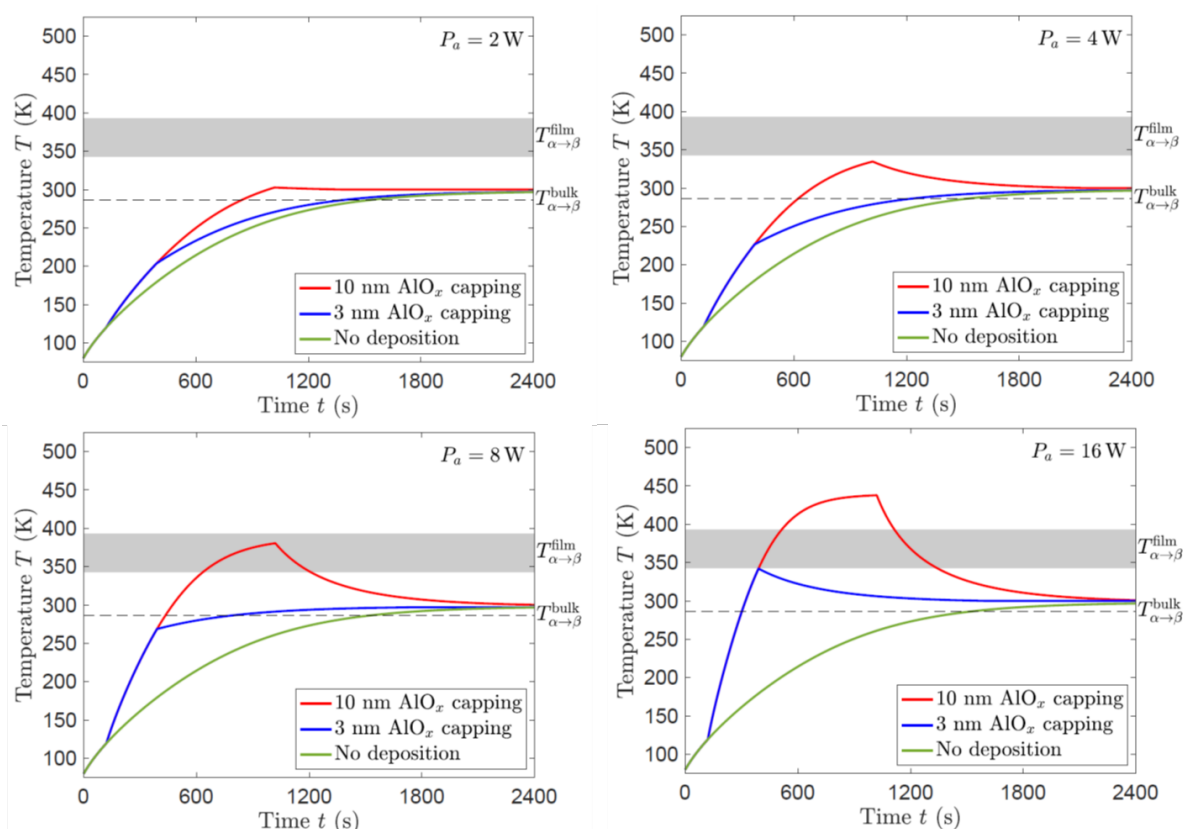 P_a = 2 W
500
450
400
350
300
250
200
150
100
Temperature T (K)
T^film_α→β
T^bulk_α→β
10 nm AlO_x capping
3 nm AlO_x capping
No deposition
0 600 1200 1800 2400
Time t (s)
P_a = 4 W
500
450
400
350
300
250
200
150
100
Temperature T (K)
T^film_α→β
T^bulk_α→β
10 nm AlO_x capping
3 nm AlO_x capping
No deposition
0 600 1200 1800 2400
Time t (s)
P_a = 8 W
500
450
400
350
300
250
200
150
100
Temperature T (K)
T^film_α→β
T^bulk_α→β
10 nm AlO_x capping
3 nm AlO_x capping
No deposition
0 600 1200 1800 2400
Time t (s)
P_a = 16 W
500
450
400
350
300
250
200
150
100
Temperature T (K)
T^film_α→β
T^bulk_α→β
10 nm AlO_x capping
3 nm AlO_x capping
No deposition
0 600 1200 1800 2400
Time t (s)